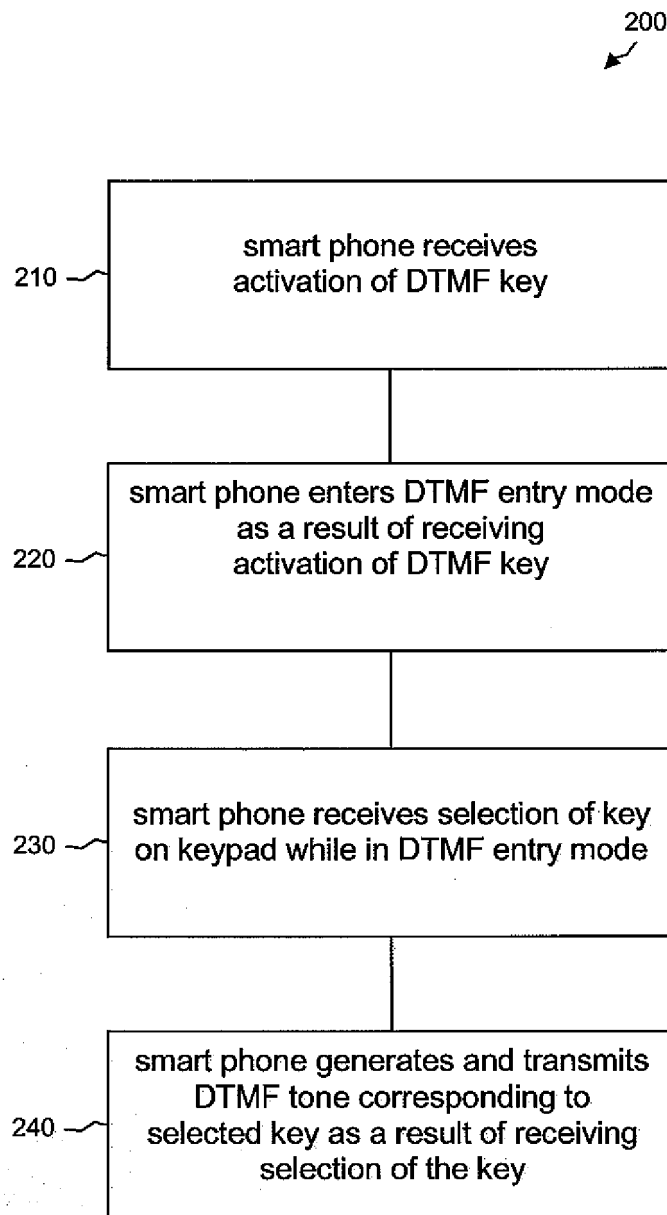 200
smart phone receives
activation of DTMF key
210
smart phone enters DTMF entry mode
as a result of receiving
activation of DTMF key
220
smart phone receives selection of key
on keypad while in DTMF entry mode
230
smart phone generates and transmits
DTMF tone corresponding to
selected key as a result of receiving
selection of the key
240